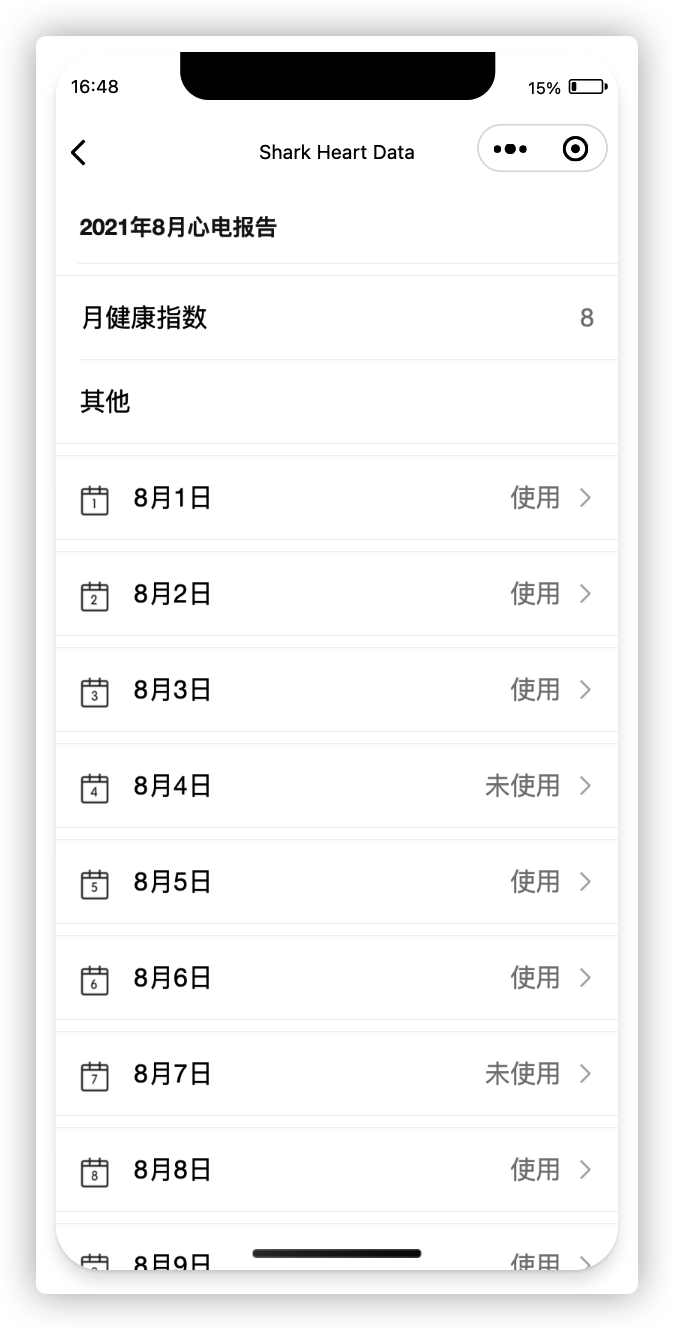 16:48 15%
Shark Heart Data
2021年8月心电报告
月健康指数 8
其他
1 8月1日 使用
2 8月2日 使用
3 8月3日 使用
4 8月4日 未使用
5 8月5日 使用
6 8月6日 使用
7 8月7日 未使用
8 8月8日 使用
8月9日 使用